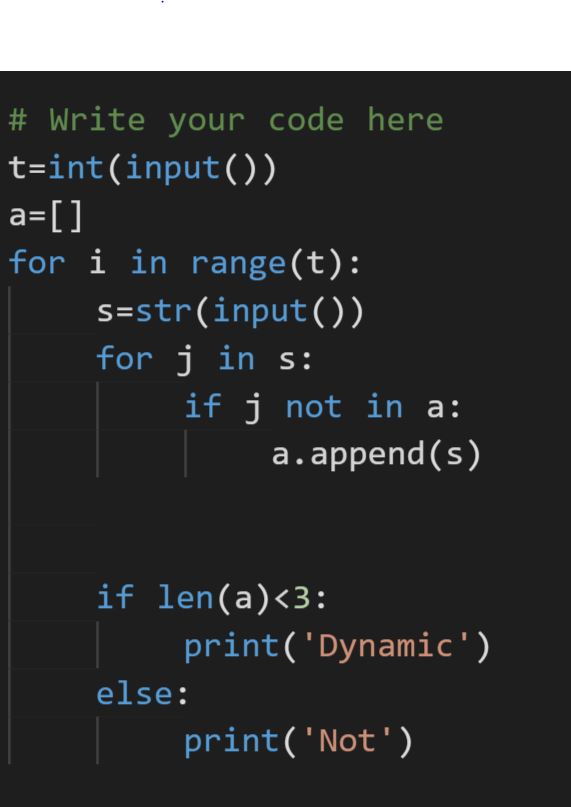 # Write your code here
t=int(input())
a=[]
for i in range(t):
    s=str(input())
    for j in s:
        if j not in a:
            a.append(s)
    if len(a)<3:
        print('Dynamic')
    else:
        print('Not')